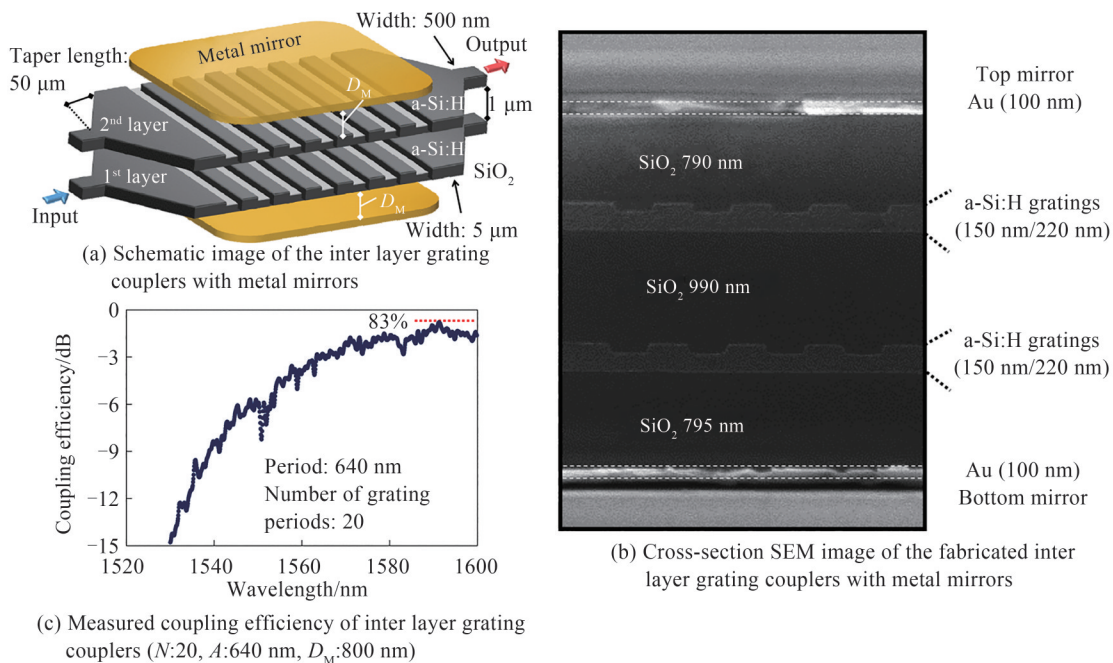 Metal mirror
Width: 500 nm
Output
Taper length:
50 μm
D_M
a-Si:H
1 μm
2nd layer
a-Si:H
1st layer
SiO2
Input
D_M
Width: 5 μm
(a) Schematic image of the inter layer grating
couplers with metal mirrors
Top mirror
Au (100 nm)
SiO2 790 nm
a-Si:H gratings
(150 nm/220 nm)
SiO2 990 nm
a-Si:H gratings
(150 nm/220 nm)
SiO2 795 nm
Au (100 nm)
Bottom mirror
(b) Cross-section SEM image of the fabricated inter
layer grating couplers with metal mirrors
0
−3
−6
−9
−12
−15
Coupling efficiency/dB
83%
Period: 640 nm
Number of grating
periods: 20
1520
1540
1560
1580
1600
Wavelength/nm
(c) Measured coupling efficiency of inter layer grating
couplers (N:20, Λ:640 nm, D_M:800 nm)